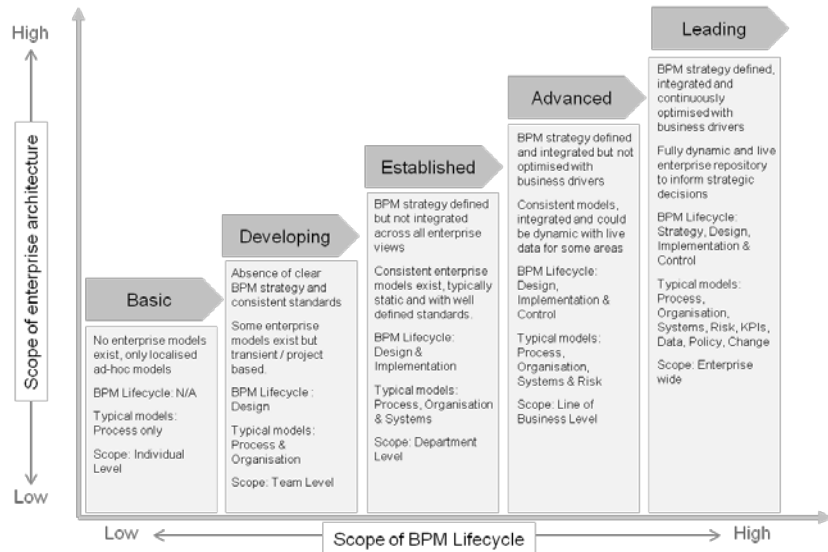 High
Scope of enterprise architecture
Low
Basic
No enterprise models
exist, only localised
ad-hoc models
BPM Lifecycle: N/A
Typical models:
Process only
Scope: Individual
Level
Developing
Absence of clear
BPM strategy and
consistent standards
Some enterprise
models exist but
transient / project
based.
BPM Lifecycle :
Design
Typical models:
Process &
Organisation
Scope: Team Level
Established
BPM strategy defined
but not integrated
across all enterprise
views
Consistent enterprise
models exist, typically
static and with well
defined standards.
BPM Lifecycle:
Design &
Implementation
Typical models:
Process, Organisation
& Systems
Scope: Department
Level
Advanced
BPM strategy defined
and integrated but not
optimised with
business drivers
Consistent models,
integrated and could
be dynamic with live
data for some areas
BPM Lifecycle:
Design,
Implementation &
Control
Typical models:
Process,
Organisation,
Systems & Risk
Scope: Line of
Business Level
Leading
BPM strategy defined,
integrated and
continuously
optimised with
business drivers
Fully dynamic and live
enterprise repository
to inform strategic
decisions
BPM Lifecycle:
Strategy, Design,
Implementation &
Control
Typical models:
Process,
Organisation,
Systems, Risk, KPIs,
Data, Policy, Change
Scope: Enterprise
wide
Low
Scope of BPM Lifecycle
High